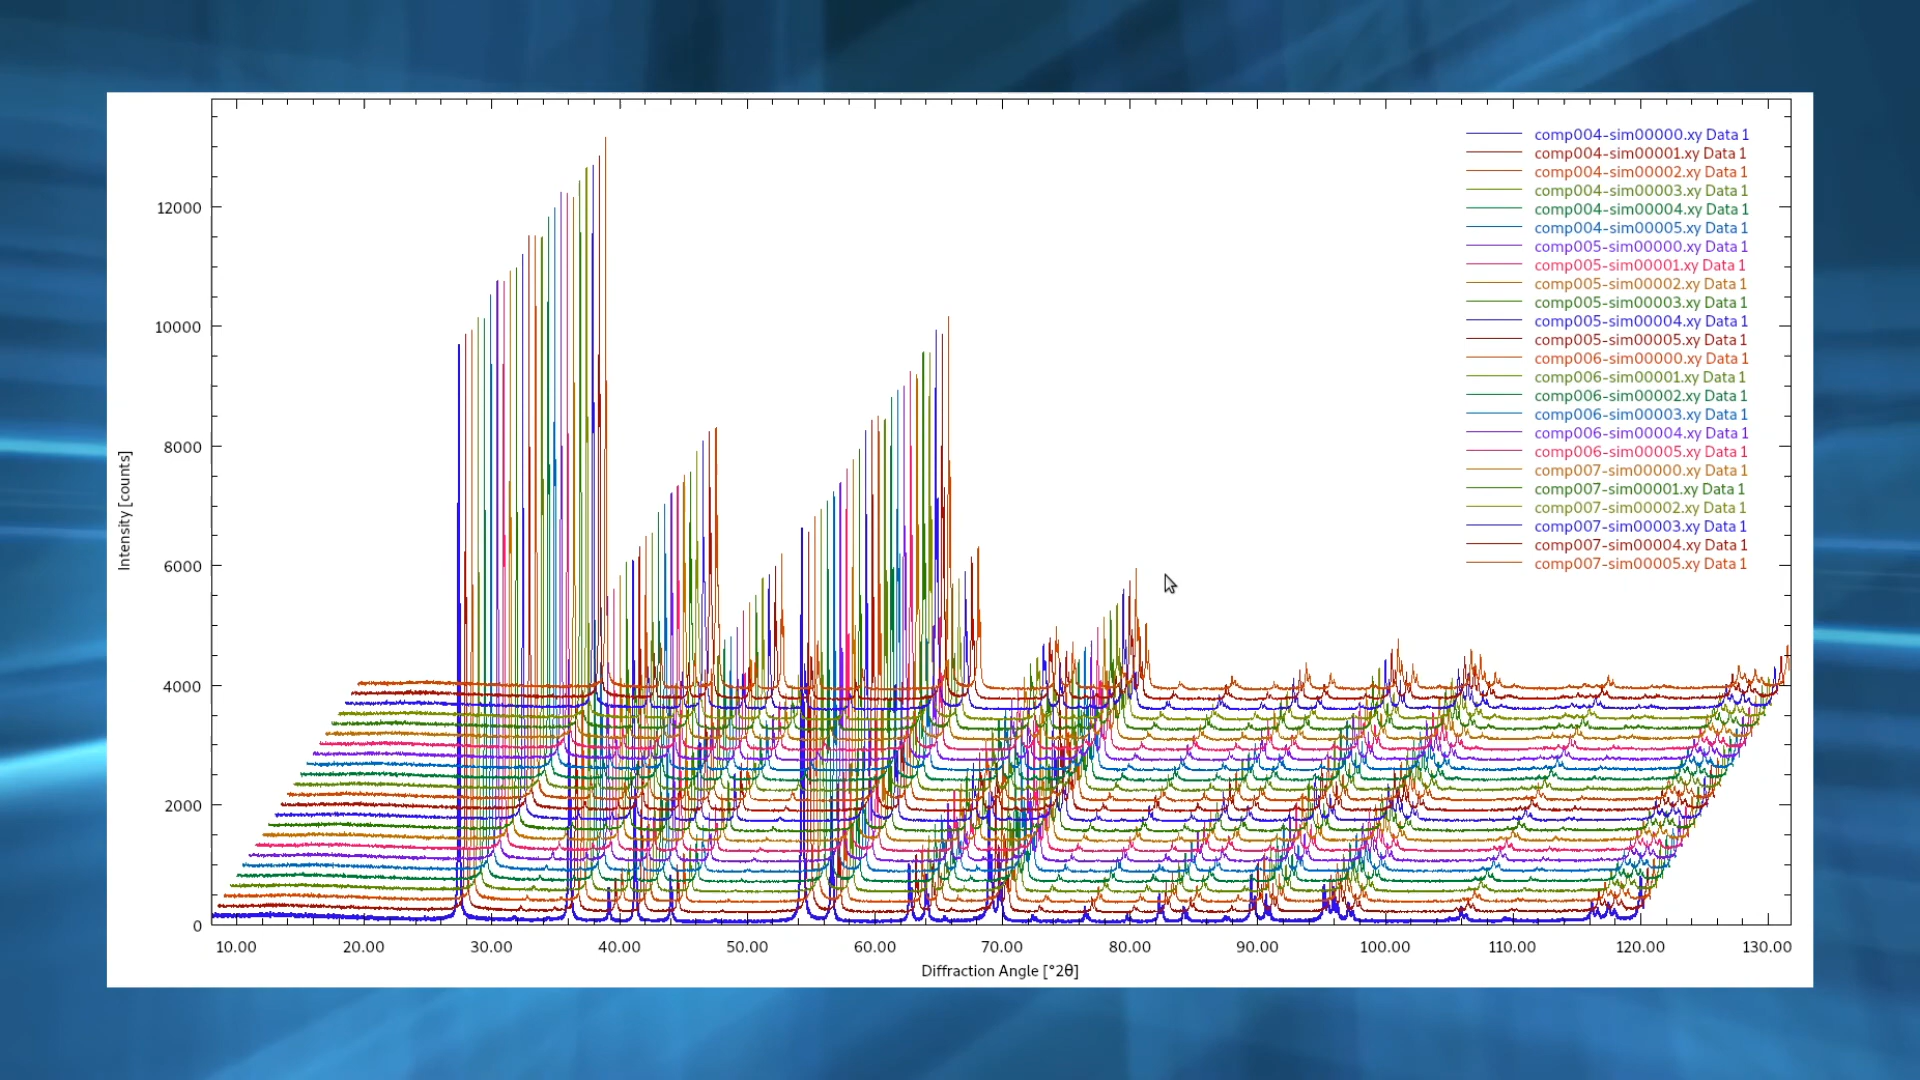 comp004-sim00000.xy Data 1
comp004-sim00001.xy Data 1
comp004-sim00002.xy Data 1
comp004-sim00003.xy Data 1
comp004-sim00004.xy Data 1
comp004-sim00005.xy Data 1
comp005-sim00000.xy Data 1
comp005-sim00001.xy Data 1
comp005-sim00002.xy Data 1
comp005-sim00003.xy Data 1
comp005-sim00004.xy Data 1
comp005-sim00005.xy Data 1
comp006-sim00000.xy Data 1
comp006-sim00001.xy Data 1
comp006-sim00002.xy Data 1
comp006-sim00003.xy Data 1
comp006-sim00004.xy Data 1
comp006-sim00005.xy Data 1
comp007-sim00000.xy Data 1
comp007-sim00001.xy Data 1
comp007-sim00002.xy Data 1
comp007-sim00003.xy Data 1
comp007-sim00004.xy Data 1
comp007-sim00005.xy Data 1
Intensity [counts]
12000
10000
8000
6000
4000
2000
0
10.00 20.00 30.00 40.00 50.00 60.00 70.00 80.00 90.00 100.00 110.00 120.00 130.00
Diffraction Angle [°2θ]